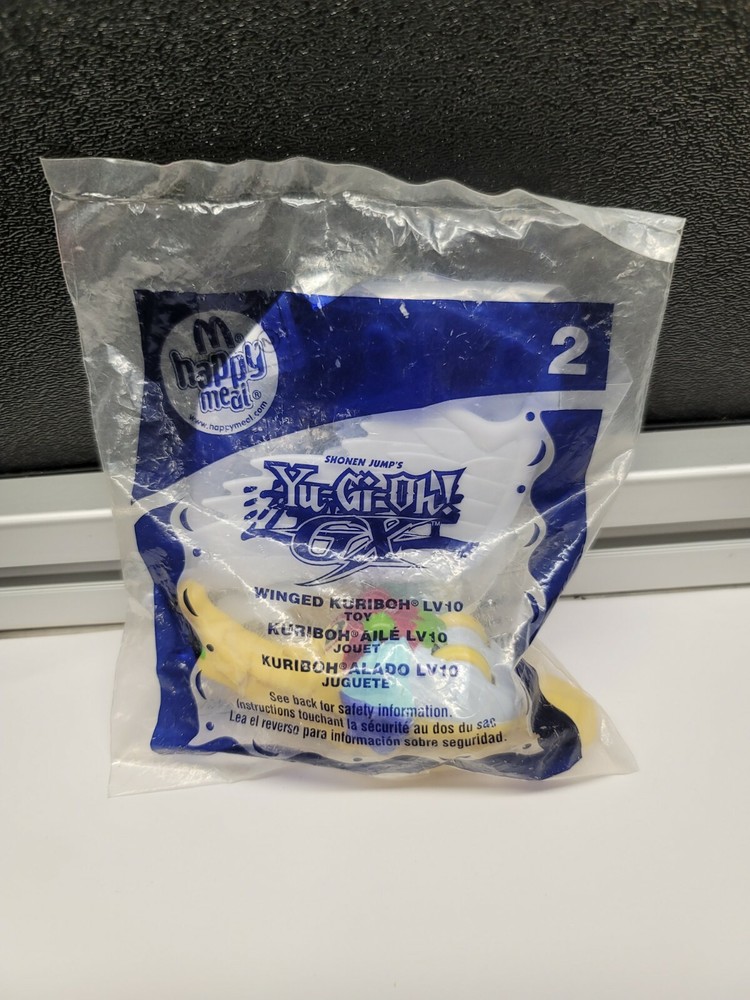 M
happy
meal®
www.happymeal.com
2
SHONEN JUMP'S
Yu-Gi-Oh!
GX™
WINGED KURIBOH® LV10
TOY
KURIBOH® AILÉ LV10
JOUET
KURIBOH® ALADO LV10
JUGUETE
See back for safety information.
Instructions touchant la sécurité au dos du sac
Lea el reverso para información sobre seguridad.